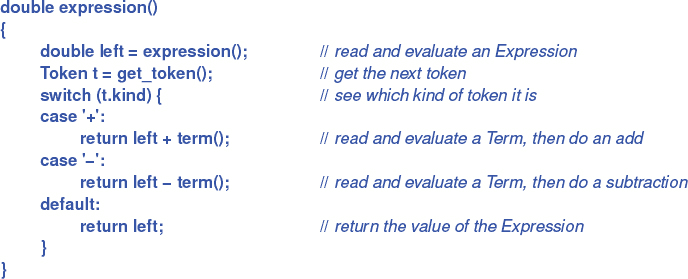 double expression()
{
double left = expression(); // read and evaluate an Expression
Token t = get_token(); // get the next token
switch (t.kind) { // see which kind of token it is
case '+':
return left + term(); // read and evaluate a Term, then do an add
case '–':
return left – term(); // read and evaluate a Term, then do a subtraction
default:
return left; // return the value of the Expression
}
}